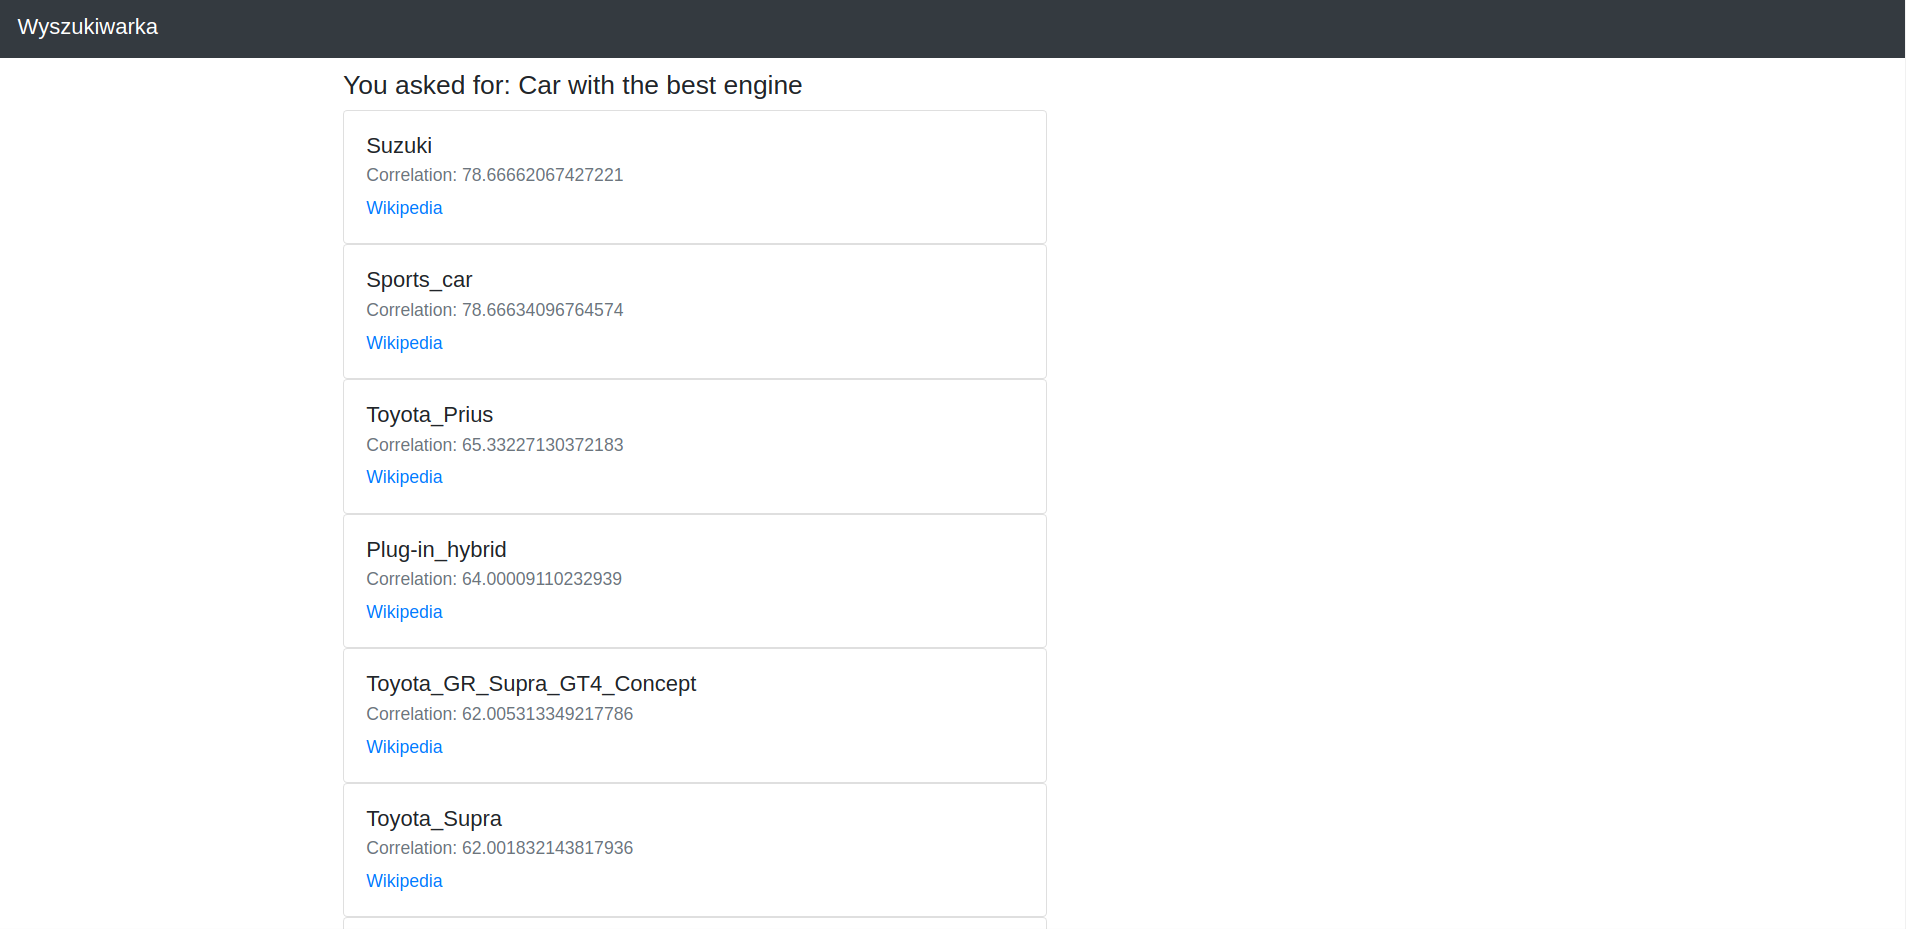 Wyszukiwarka
You asked for: Car with the best engine
Suzuki
Correlation: 78.66662067427221
Wikipedia
Sports_car
Correlation: 78.66634096764574
Wikipedia
Toyota_Prius
Correlation: 65.33227130372183
Wikipedia
Plug-in_hybrid
Correlation: 64.00009110232939
Wikipedia
Toyota_GR_Supra_GT4_Concept
Correlation: 62.005313349217786
Wikipedia
Toyota_Supra
Correlation: 62.001832143817936
Wikipedia